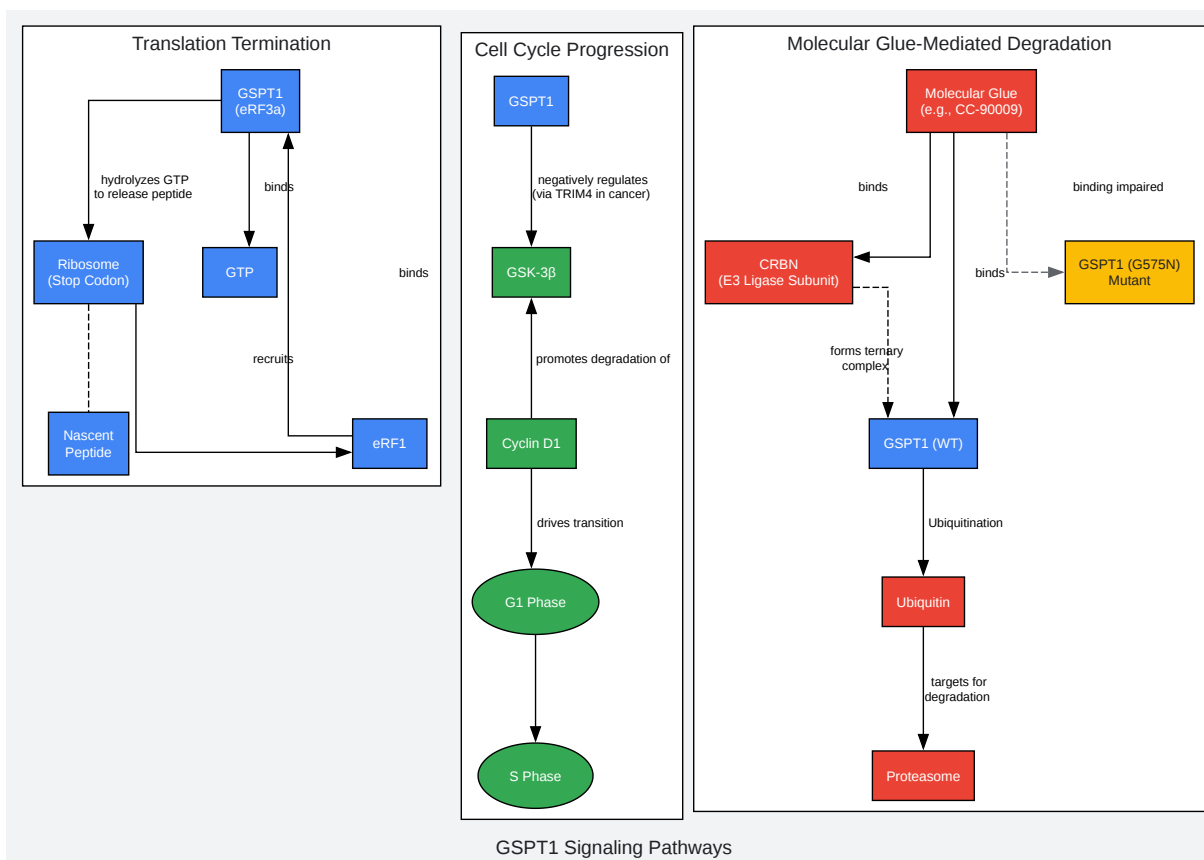 Translation Termination
GSPT1
(eRF3a)
hydrolyzes GTP
to release peptide
binds
Ribosome
(Stop Codon)
GTP
binds
recruits
Nascent
Peptide
eRF1
Cell Cycle Progression
GSPT1
negatively regulates
(via TRIM4 in cancer)
GSK-3β
promotes degradation of
Cyclin D1
drives transition
G1 Phase
S Phase
Molecular Glue-Mediated Degradation
Molecular Glue
(e.g., CC-90009)
binds
binding impaired
CRBN
(E3 Ligase Subunit)
binds
GSPT1 (G575N)
Mutant
forms ternary
complex
GSPT1 (WT)
Ubiquitination
Ubiquitin
targets for
degradation
Proteasome
GSPT1 Signaling Pathways